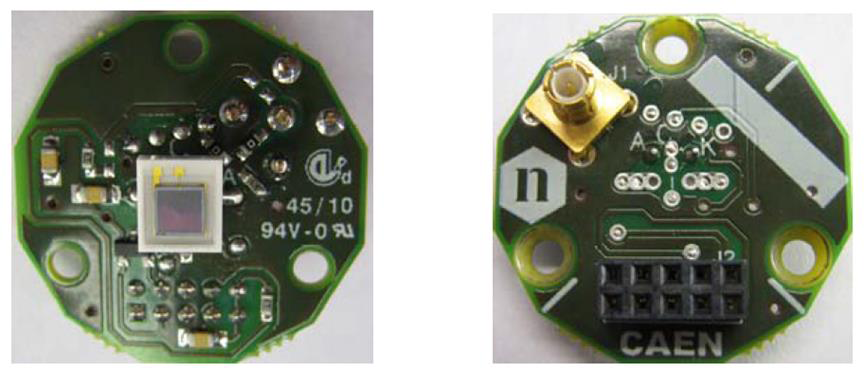 A
45/10
94V-0
J1
A C K
n
J2
CAEN